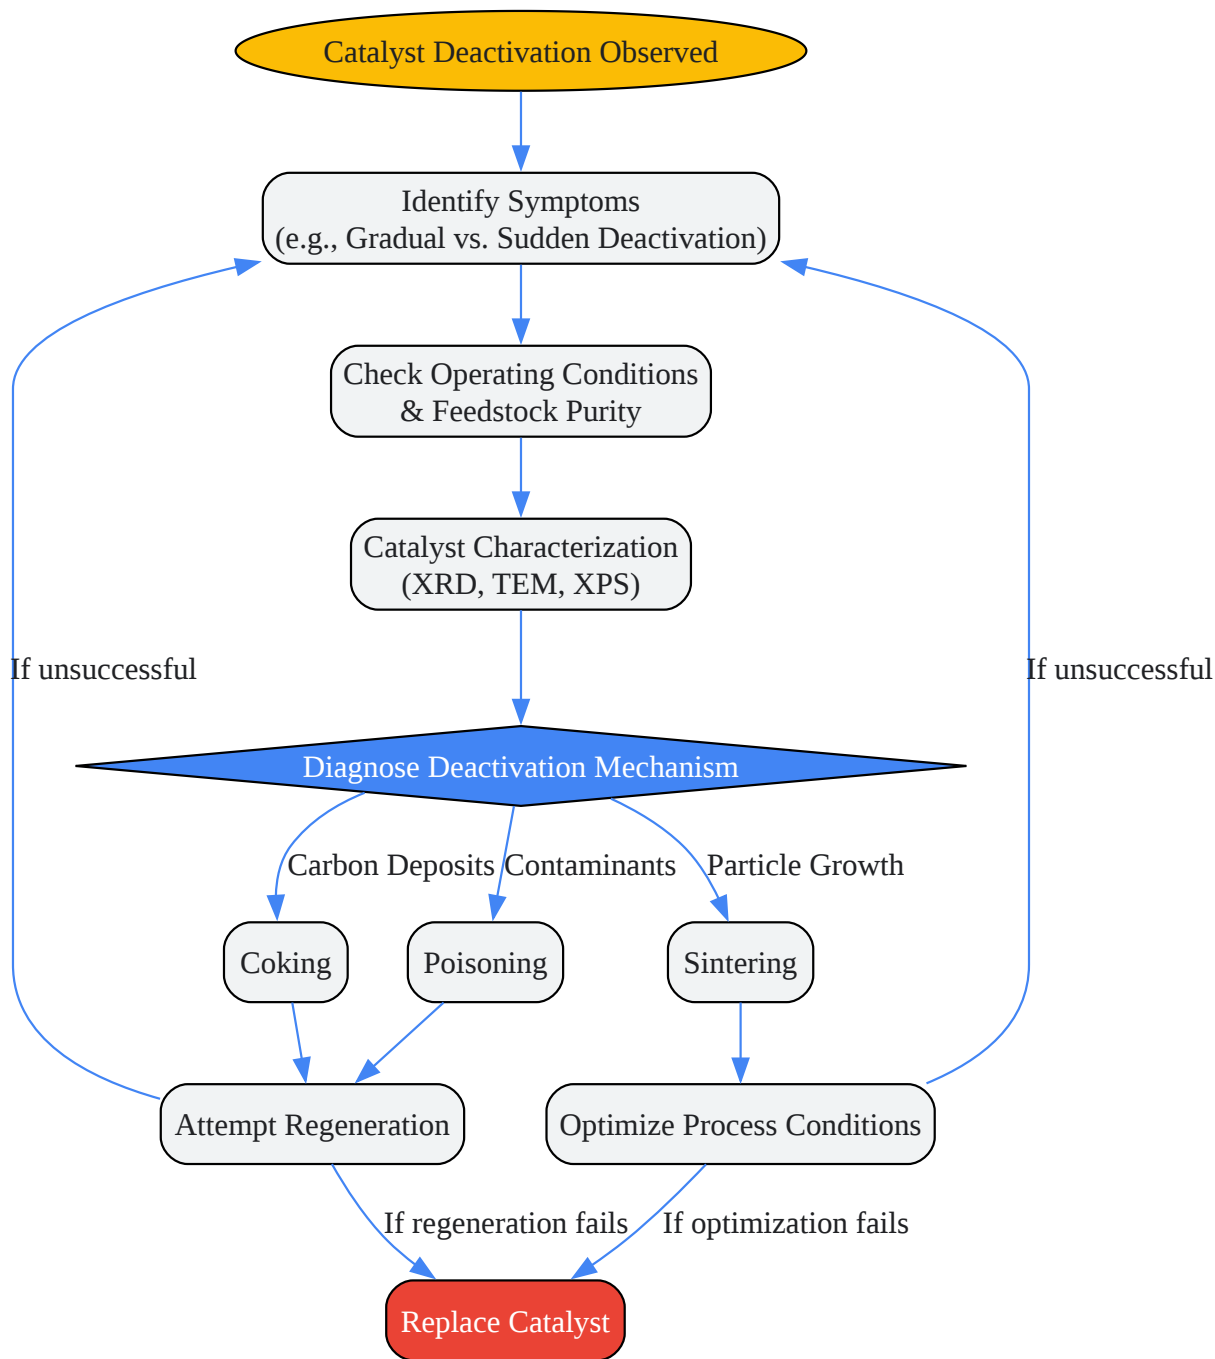 Catalyst Deactivation Observed
Identify Symptoms
(e.g., Gradual vs. Sudden Deactivation)
Check Operating Conditions
& Feedstock Purity
Catalyst Characterization
(XRD, TEM, XPS)
If unsuccessful
If unsuccessful
Diagnose Deactivation Mechanism
Carbon Deposits
Contaminants
Particle Growth
Coking
Poisoning
Sintering
Attempt Regeneration
Optimize Process Conditions
If regeneration fails
If optimization fails
Replace Catalyst